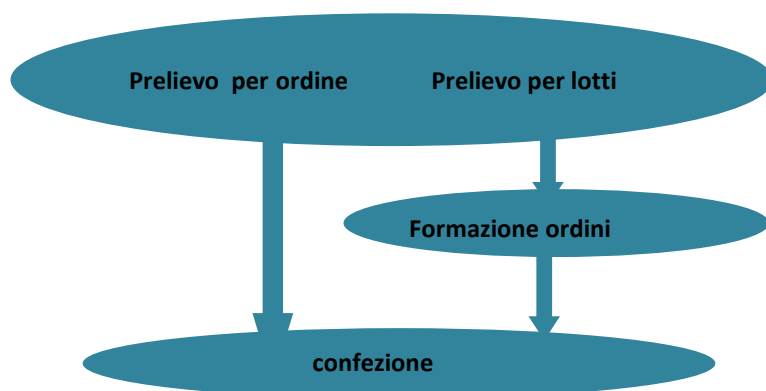 Prelievo  per ordine
Prelievo per lotti
Formazione ordini
confezione